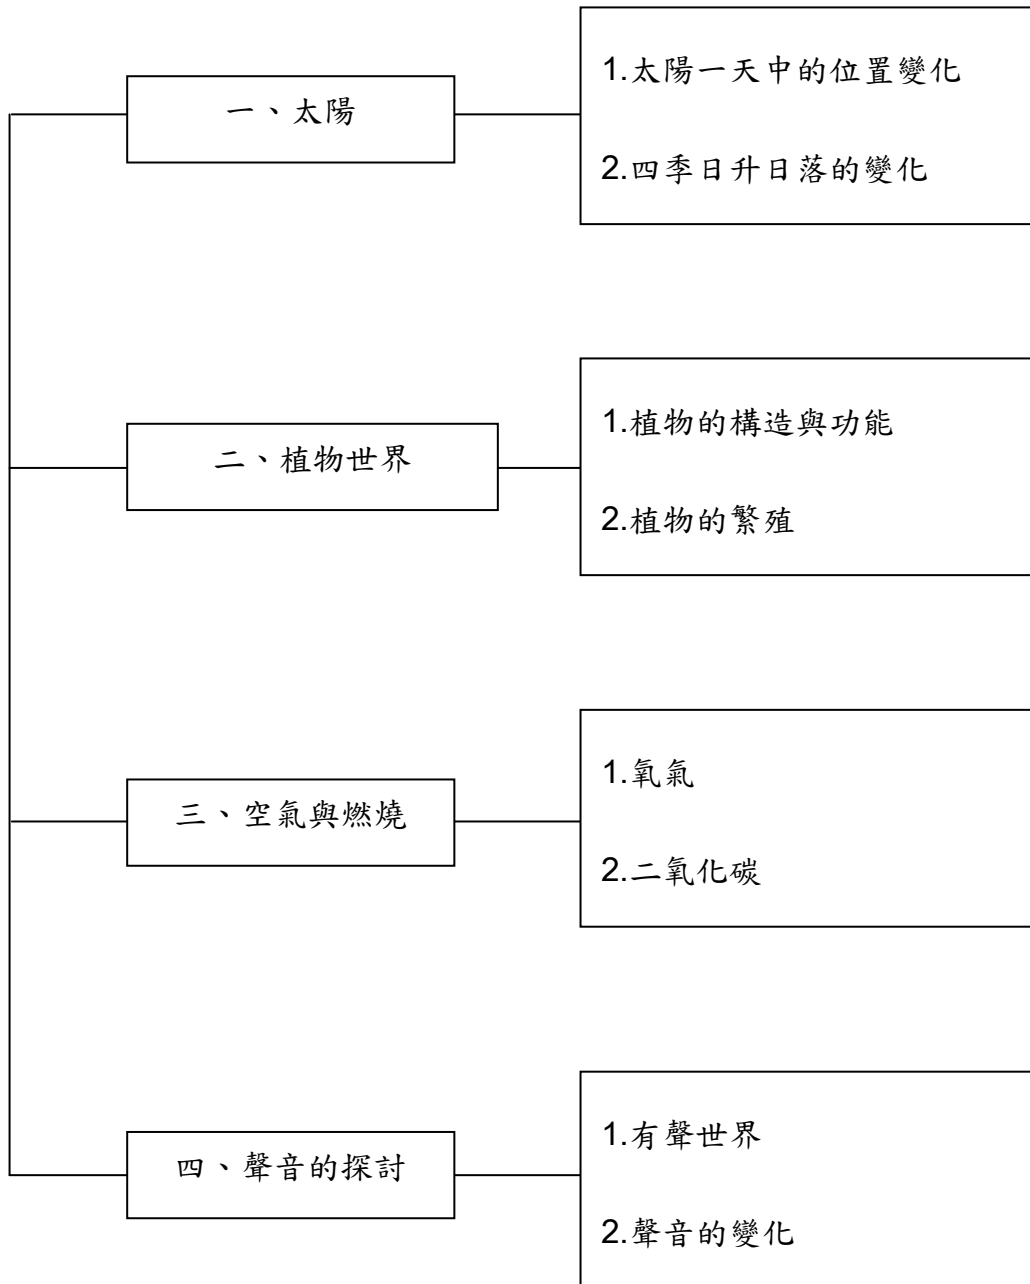 一、太陽
1.太陽一天中的位置變化
2.四季日升日落的變化
二、植物世界
1.植物的構造與功能
2.植物的繁殖
三、空氣與燃燒
1.氧氣
2.二氧化碳
四、聲音的探討
1.有聲世界
2.聲音的變化